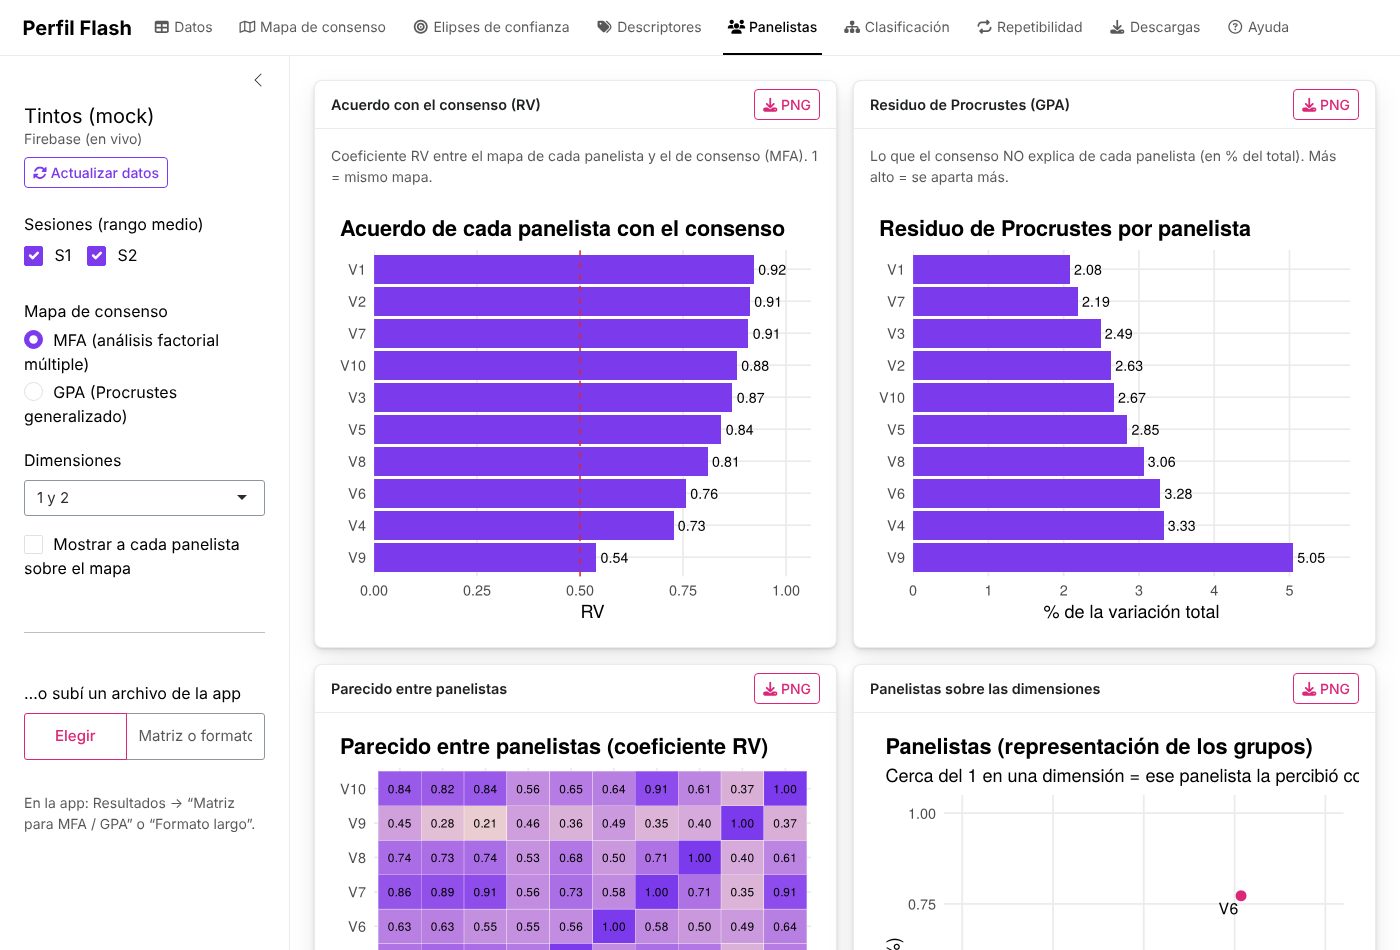 Perfil Flash
Datos
Mapa de consenso
Elipses de confianza
Descriptores
Panelistas
Clasificación
Repetibilidad
Descargas
Ayuda
Tintos (mock)
Firebase (en vivo)
Actualizar datos
Sesiones (rango medio)
S1 S2
Mapa de consenso
MFA (análisis factorial
múltiple)
GPA (Procrustes
generalizado)
Dimensiones
1 y 2
Mostrar a cada panelista
sobre el mapa
...o subí un archivo de la app
Elegir Matriz o formato
En la app: Resultados → “Matriz
para MFA / GPA” o “Formato largo”.
Acuerdo con el consenso (RV)
PNG
Coeficiente RV entre el mapa de cada panelista y el de consenso (MFA). 1
= mismo mapa.
Acuerdo de cada panelista con el consenso
V1 0.92
V2 0.91
V7 0.91
V10 0.88
V3 0.87
V5 0.84
V8 0.81
V6 0.76
V4 0.73
V9 0.54
0.00 0.25 0.50 0.75 1.00
RV
Residuo de Procrustes (GPA)
PNG
Lo que el consenso NO explica de cada panelista (en % del total). Más
alto = se aparta más.
Residuo de Procrustes por panelista
V1 2.08
V7 2.19
V3 2.49
V2 2.63
V10 2.67
V5 2.85
V8 3.06
V6 3.28
V4 3.33
V9 5.05
0 1 2 3 4 5
% de la variación total
Parecido entre panelistas
PNG
Parecido entre panelistas (coeficiente RV)
V10 0.84 0.82 0.84 0.56 0.65 0.64 0.91 0.61 0.37 1.00
V9 0.45 0.28 0.21 0.46 0.36 0.49 0.35 0.40 1.00 0.37
V8 0.74 0.73 0.74 0.53 0.68 0.50 0.71 1.00 0.40 0.61
V7 0.86 0.89 0.91 0.56 0.73 0.58 1.00 0.71 0.35 0.91
V6 0.63 0.63 0.55 0.55 0.56 1.00 0.58 0.50 0.49 0.64
Panelistas sobre las dimensiones
PNG
Panelistas (representación de los grupos)
Cerca del 1 en una dimensión = ese panelista la percibió
1.00
0.75
V6